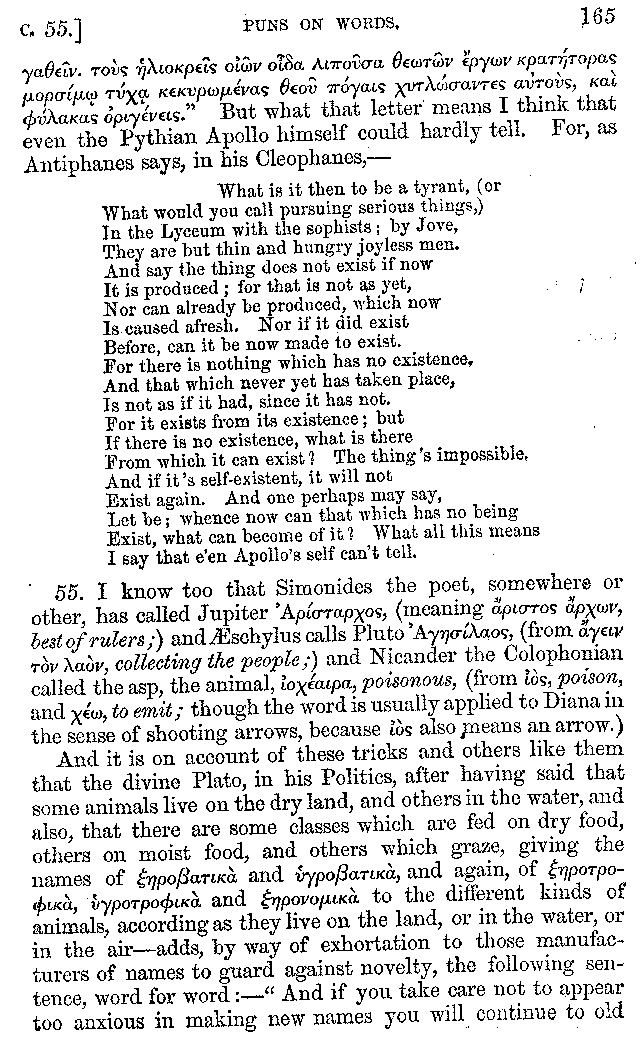 C. 55.] PUNS ON WORDS. 165
γαθεῖν. τοὺς ἡλιοκρεῖς οἰῶν οἶδα λιποῦσα θεωτῶν ἔργων κρατήτορας
μορσίμῳ τύχᾳ κεκυρωμένας θεοῦ πόγαις χυτλώσαντες αὐτοὺς, καὶ
φύλακας ὀριγένεις.” But what that letter means I think that
even the Pythian Apollo himself could hardly tell. For, as
Antiphanes says, in his Cleophanes,—
What is it then to be a tyrant, (or
What would you call pursuing serious things,)
In the Lyceum with the sophists; by Jove,
They are but thin and hungry joyless men.
And say the thing does not exist if now
It is produced; for that is not as yet,
Nor can already be produced, which now
Is caused afresh. Nor if it did exist
Before, can it be now made to exist.
For there is nothing which has no existence,
And that which never yet has taken place,
Is not as if it had, since it has not.
For it exists from its existence; but
If there is no existence, what is there
From which it can exist? The thing's impossible.
And if it's self-existent, it will not
Exist again. And one perhaps may say,
Let be; whence now can that which has no being
Exist, what can become of it? What all this means
I say that e'en Apollo's self can't tell.
55. I know too that Simonides the poet, somewhere or
other, has called Jupiter Ἀρίσταρχος, (meaning ἄριστος ἄρχων,
best of rulers;) and Æschylus calls Pluto Ἀγησίλαος, (from ἄγειν
τὸν λαὸν, collecting the people;) and Nicander the Colophonian
called the asp, the animal, ἰοχέαιρα, poisonous, (from ἰὸς, poison,
and χέω, to emit; though the word is usually applied to Diana in
the sense of shooting arrows, because ἰὸς also means an arrow.)
And it is on account of these tricks and others like them
that the divine Plato, in his Politics, after having said that
some animals live on the dry land, and others in the water, and
also, that there are some classes which are fed on dry food,
others on moist food, and others which graze, giving the
names of ξηροβατικὰ and ὑγροβατικὰ, and again, of ξηροτρο-
φικὰ, ὑγροτροφικὰ and ξηρονομικὰ to the different kinds of
animals, according as they live on the land, or in the water, or
in the air—adds, by way of exhortation to those manufac-
turers of names to guard against novelty, the following sen-
tence, word for word:—“ And if you take care not to appear
too anxious in making new names you will continue to old